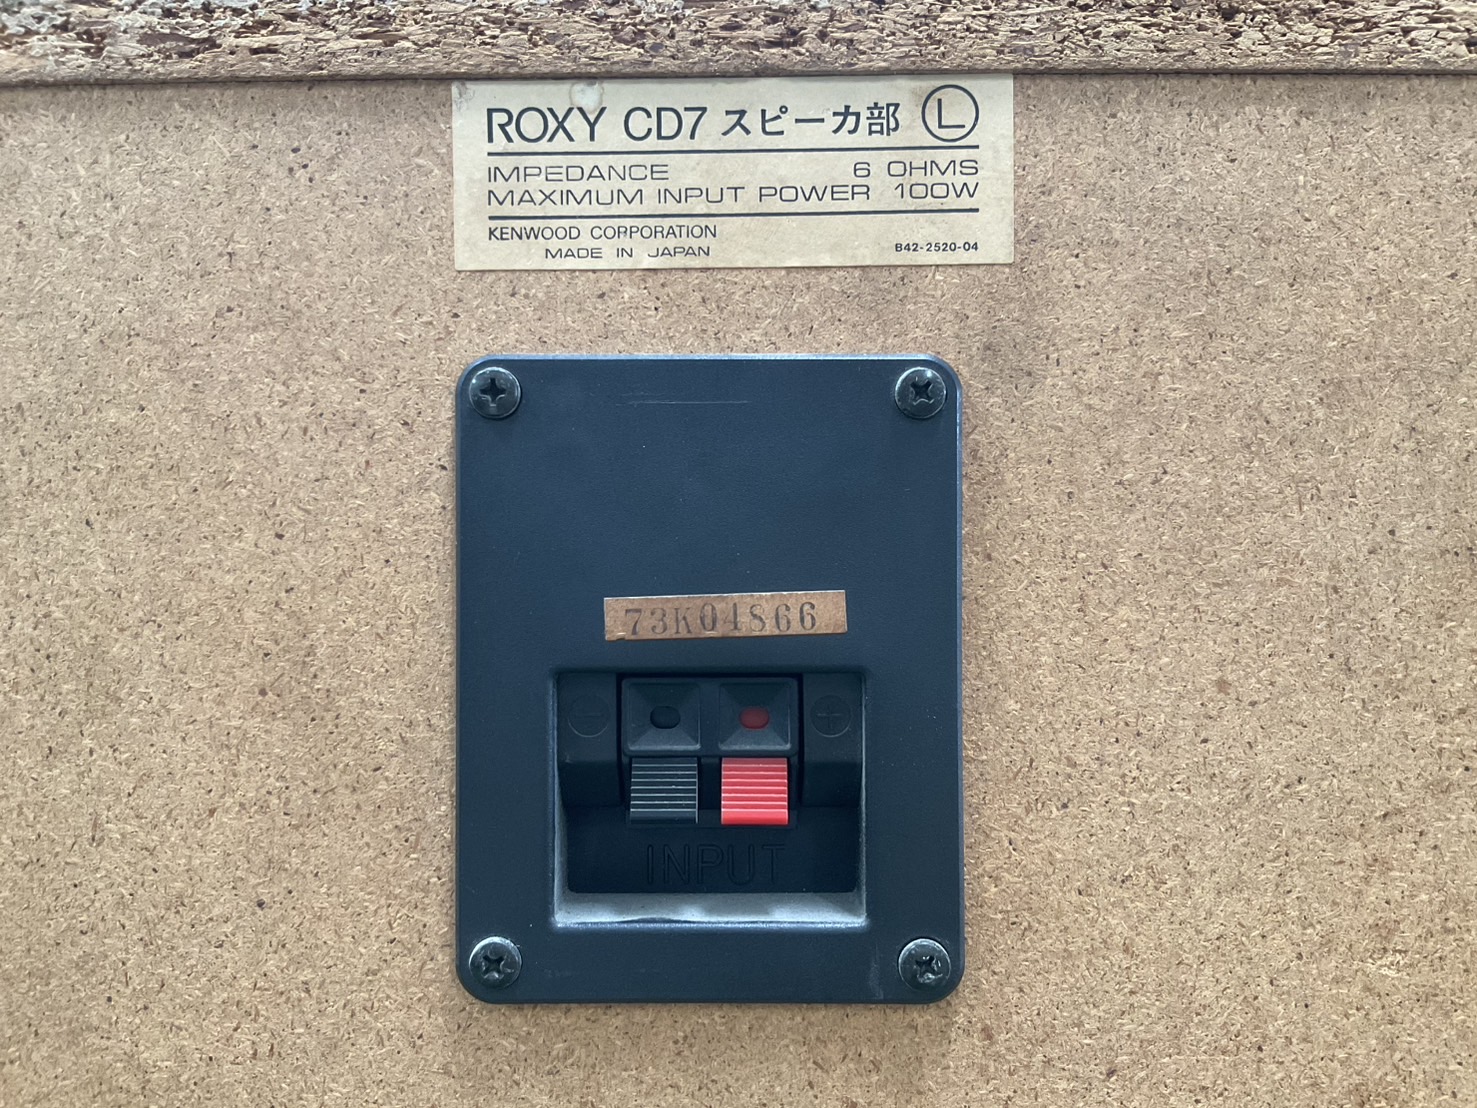 ROXY CD7 スピーカ部 Ⓛ
IMPEDANCE 6 OHMS
MAXIMUM INPUT POWER 100W
KENWOOD CORPORATION
MADE IN JAPAN B42-2520-04
73K04866
− +
INPUT